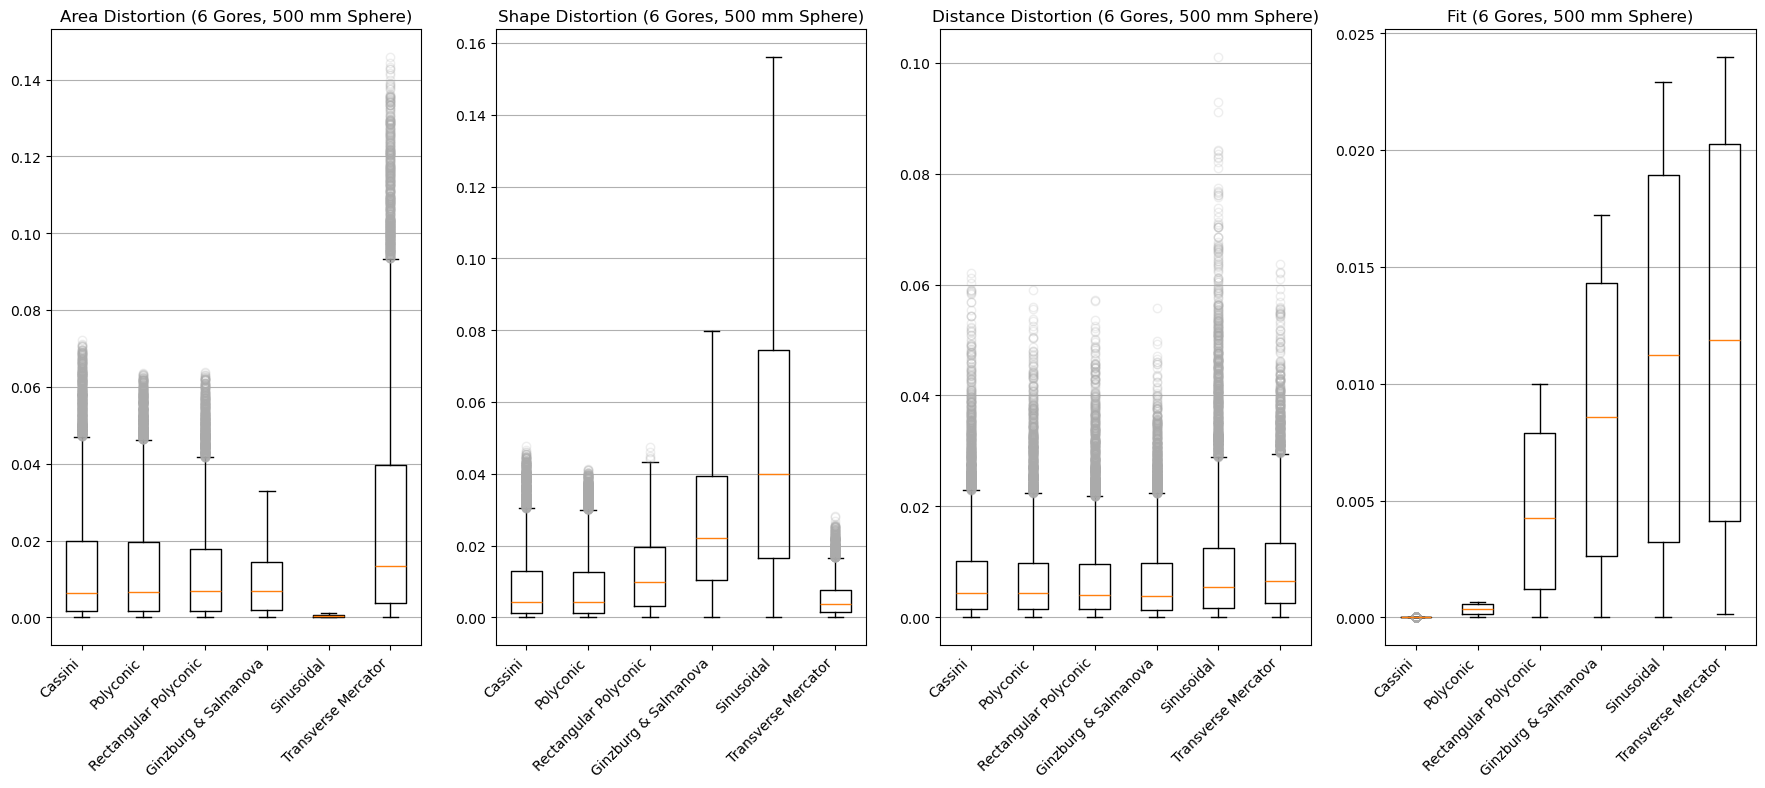 Area Distortion (6 Gores, 500 mm Sphere)
0.14
0.12
0.10
0.08
0.06
0.04
0.02
0.00
Cassini
Polyconic
Rectangular Polyconic
Ginzburg & Salmanova
Sinusoidal
Transverse Mercator
Shape Distortion (6 Gores, 500 mm Sphere)
0.16
0.14
0.12
0.10
0.08
0.06
0.04
0.02
0.00
Cassini
Polyconic
Rectangular Polyconic
Ginzburg & Salmanova
Sinusoidal
Transverse Mercator
Distance Distortion (6 Gores, 500 mm Sphere)
0.10
0.08
0.06
0.04
0.02
0.00
Cassini
Polyconic
Rectangular Polyconic
Ginzburg & Salmanova
Sinusoidal
Transverse Mercator
Fit (6 Gores, 500 mm Sphere)
0.025
0.020
0.015
0.010
0.005
0.000
Cassini
Polyconic
Rectangular Polyconic
Ginzburg & Salmanova
Sinusoidal
Transverse Mercator